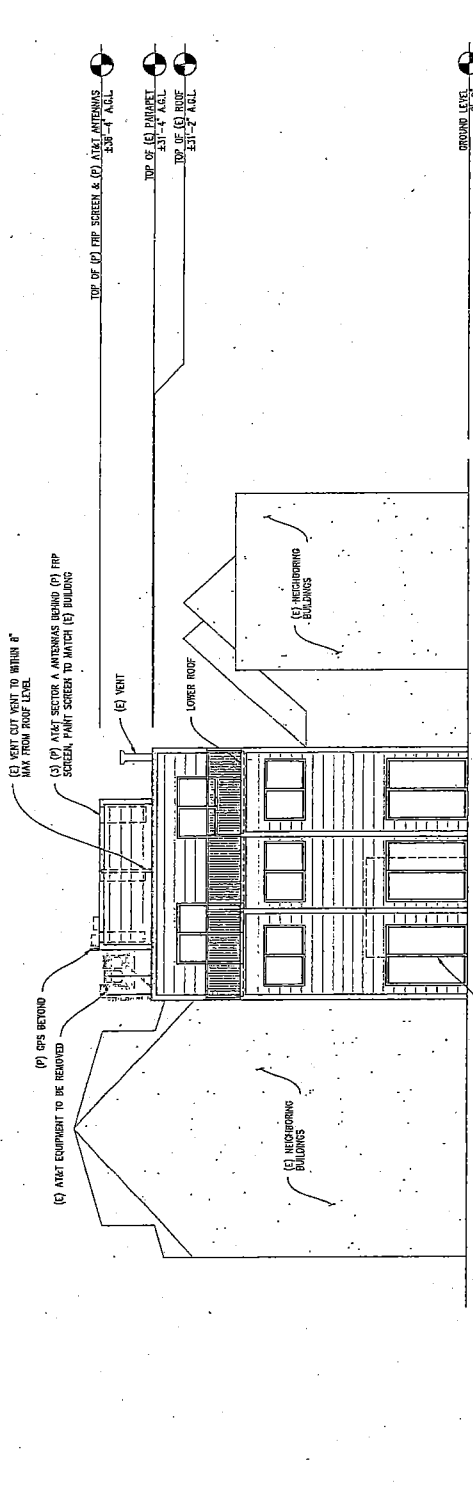 TOP OF (P) FRP SCREEN & (P) AT&T ANTENNAS
±36'-4" A.G.L.
TOP OF (E) PARAPET
±31'-4" A.G.L.
TOP OF (E) ROOF
±31'-2" A.G.L.
GROUND LEVEL
(E) VENT CUT VENT TO WITHIN 8"
MAX FROM ROOF LEVEL
(3) (P) AT&T SECTOR A ANTENNAS BEHIND (P) FRP
SCREEN, PAINT SCREEN TO MATCH (E) BUILDING
(E) VENT
LOWER ROOF
(E) NEIGHBORING
BUILDINGS
(P) GPS BEYOND
(E) AT&T EQUIPMENT TO BE REMOVED
(E) NEIGHBORING
BUILDINGS